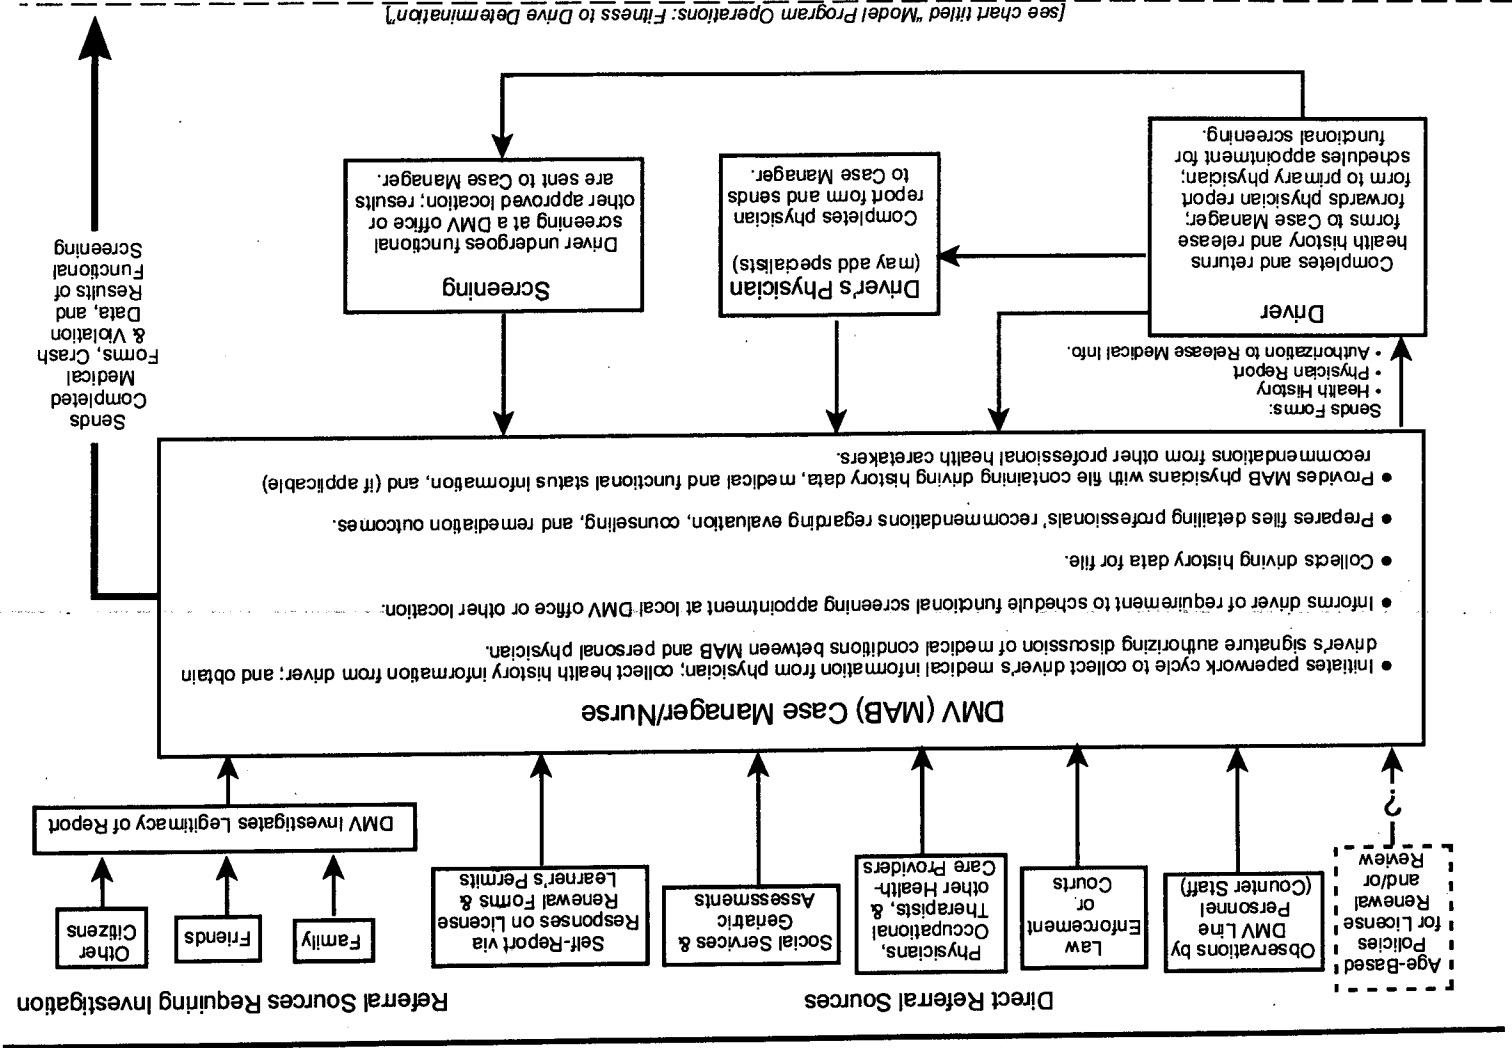 Direct Referral Sources
Referral Sources Requiring Investigation
Age-Based
Policies
for License
Renewal
and/or
Review
?
Observations by
DMV Line
Personnel
(Counter Staff)
Law
Enforcement
or
Courts
Physicians,
Occupational
Therapists, &
other Health-
Care Providers
Social Services &
Geriatric
Assessments
Self-Report via
Responses on License
Renewal Forms &
Learner's Permits
Family
Friends
Other
Citizens
DMV Investigates Legitimacy of Report
DMV (MAB) Case Manager/Nurse
• Initiates paperwork cycle to collect driver's medical information from physician; collect health history information from driver; and obtain
driver's signature authorizing discussion of medical conditions between MAB and personal physician.
• Informs driver of requirement to schedule functional screening appointment at local DMV office or other location.
• Collects driving history data for file.
• Prepares files detailing professionals' recommendations regarding evaluation, counseling, and remediation outcomes.
• Provides MAB physicians with file containing driving history data, medical and functional status information, and (if applicable)
recommendations from other professional health caretakers.
Sends Forms:
• Health History
• Physician Report
• Authorization to Release Medical Info.
Driver
Completes and returns
health history and release
forms to Case Manager;
forwards physician report
form to primary physician;
schedules appointment for
functional screening.
Driver's Physician
(may add specialists)
Completes physician
report form and sends
to Case Manager.
Screening
Driver undergoes functional
screening at a DMV office or
other approved location; results
are sent to Case Manager.
Sends
Completed
Medical
Forms, Crash
& Violation
Data, and
Results of
Functional
Screening
[see chart titled "Model Program Operations: Fitness to Drive Determination"]